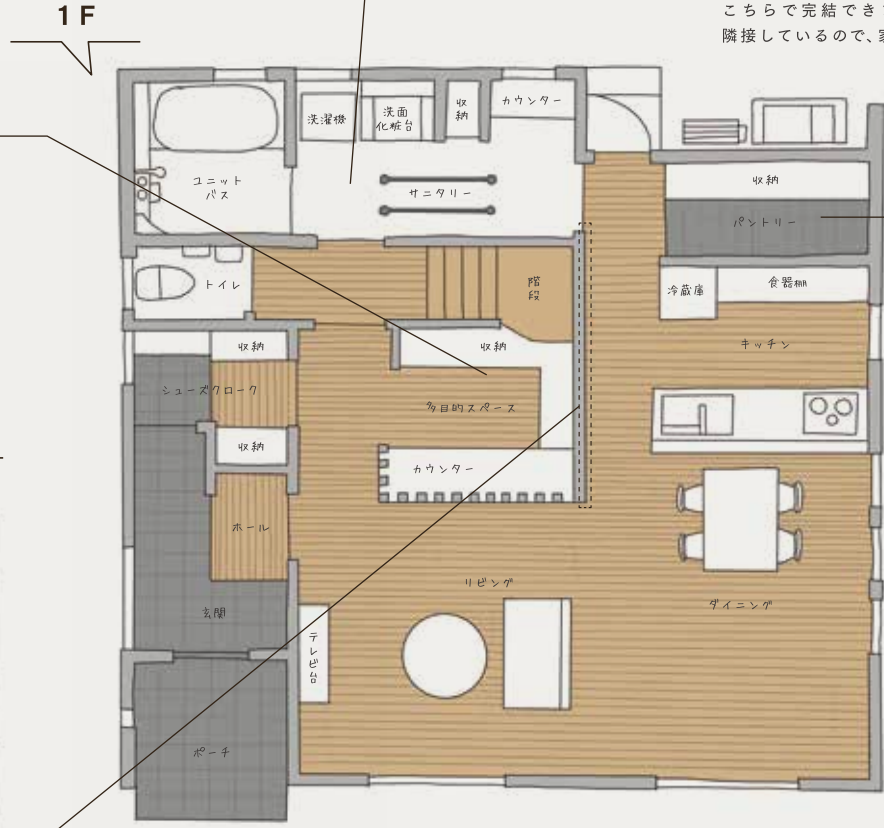 1F
こちらで完結でき
隣接しているので、家
洗濯機
洗面
化粧台
収納
カウンター
ユニット
バス
サニタリー
収納
パントリー
トイレ
階段
冷蔵庫
食器棚
収納
収納
キッチン
シューズクローク
多目的スペース
収納
カウンター
ホール
リビング
ダイニング
玄関
テレビ台
ポーチ